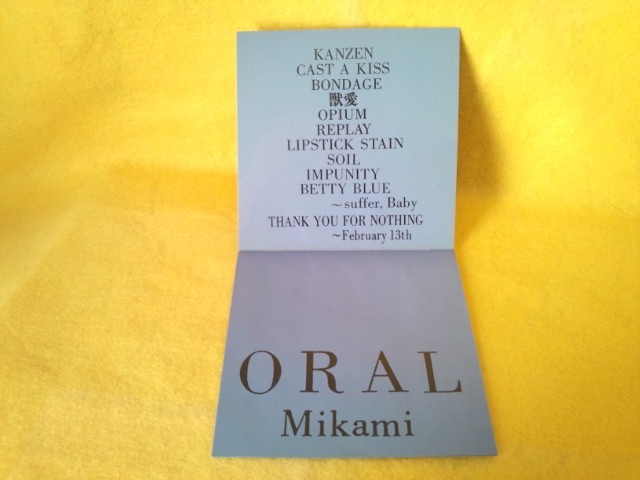 KANZEN
CAST A KISS
BONDAGE
獣愛
OPIUM
REPLAY
LIPSTICK STAIN
SOIL
IMPUNITY
BETTY BLUE
~suffer, Baby
THANK YOU FOR NOTHING
~February 13th
ORAL
Mikami